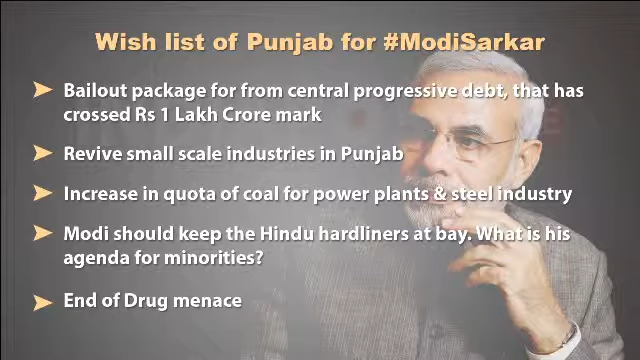 Wish list of Punjab for #ModiSarkar
Bailout package for from central progressive debt, that has
crossed Rs 1 Lakh Crore mark
Revive small scale industries in Punjab
Increase in quota of coal for power plants & steel industry
Modi should keep the Hindu hardliners at bay. What is his
agenda for minorities?
End of Drug menace